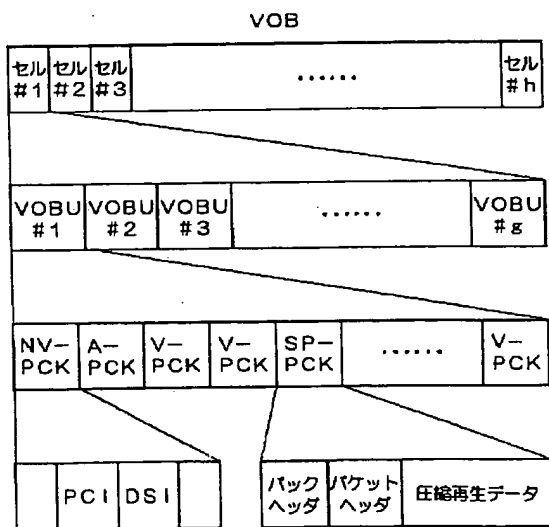 VOB
セル セル セル セル
#1 #2 #3 ...... #h
VOBU VOBU VOBU VOBU
#1 #2 #3 ...... #g
NV- A- V- V- SP- V-
PCK PCK PCK PCK PCK ...... PCK
PCI DSI
パック パケット 圧縮再生データ
ヘッダ ヘッダ